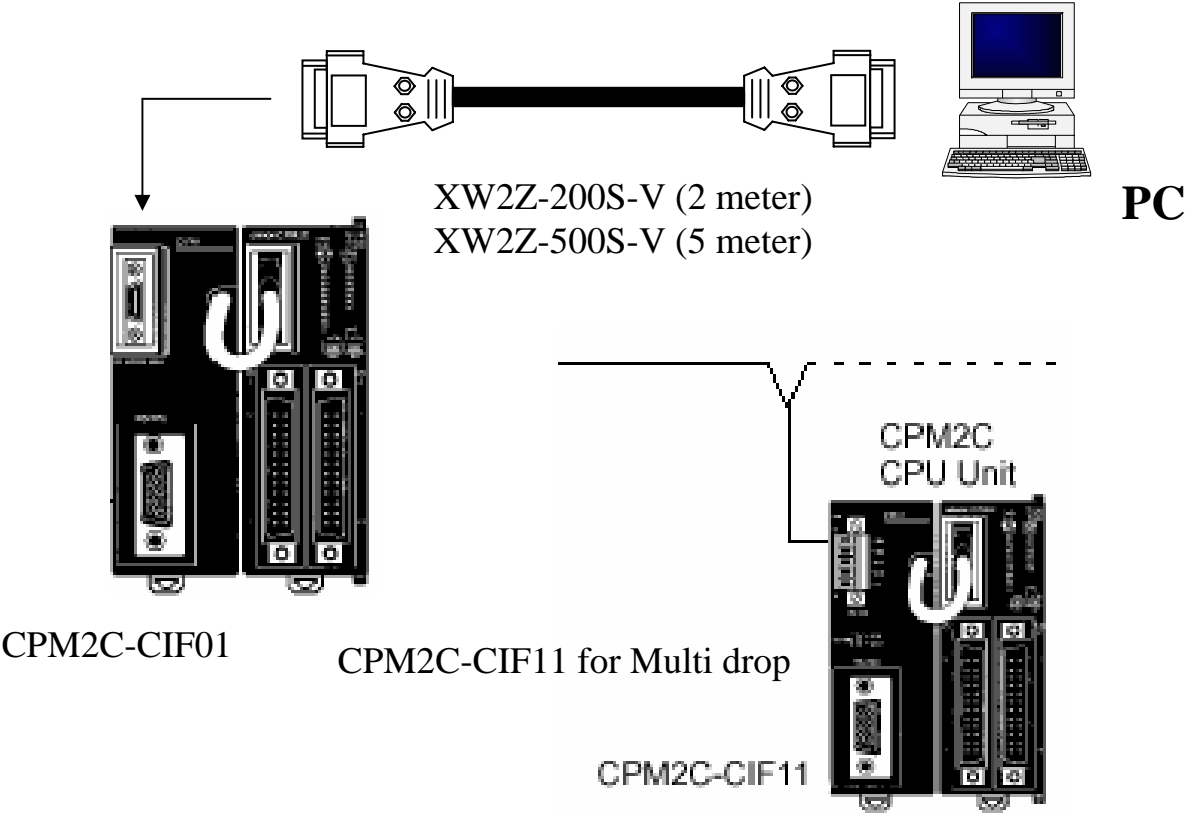 XW2Z-200S-V (2 meter)
XW2Z-500S-V (5 meter)
PC
CPM2C
CPU Unit
CPM2C-CIF01
CPM2C-CIF11 for Multi drop
CPM2C-CIF11